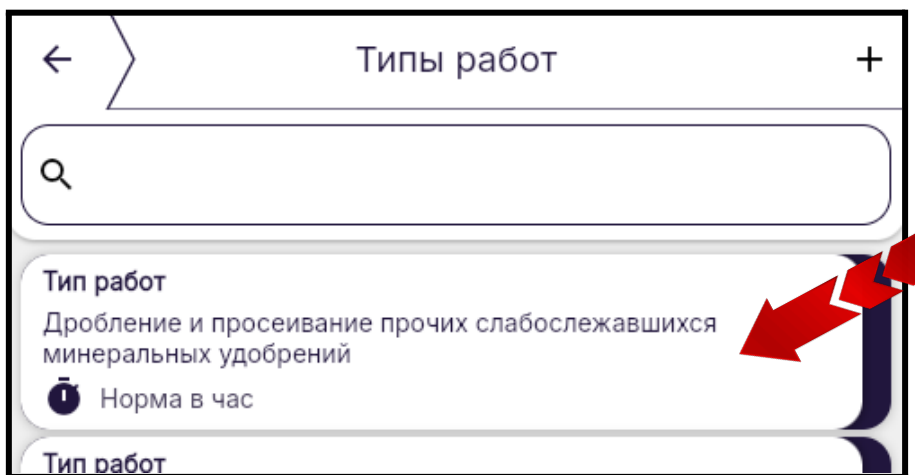 Типы работ
Тип работ
Дробление и просеивание прочих слабослежавшихся
минеральных удобрений
Норма в час
Тип работ